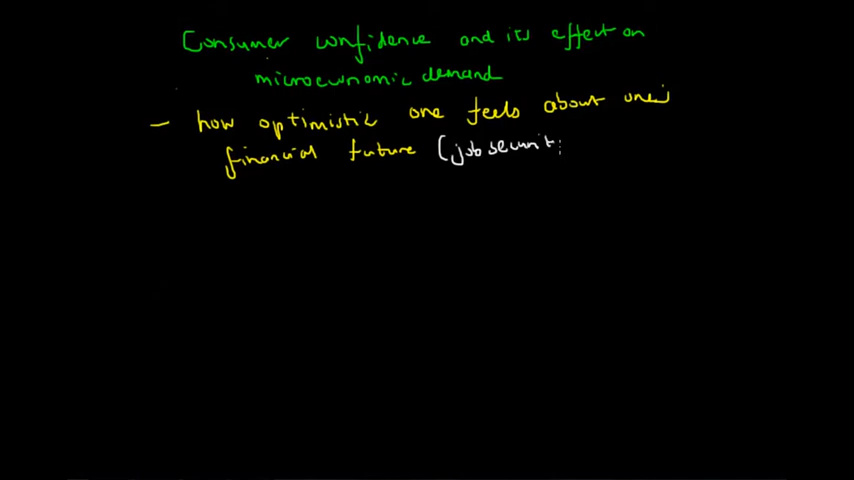 Consumer confidence and its effect on
microeconomic demand
- how optimistic one feels about one's
financial future (job securit